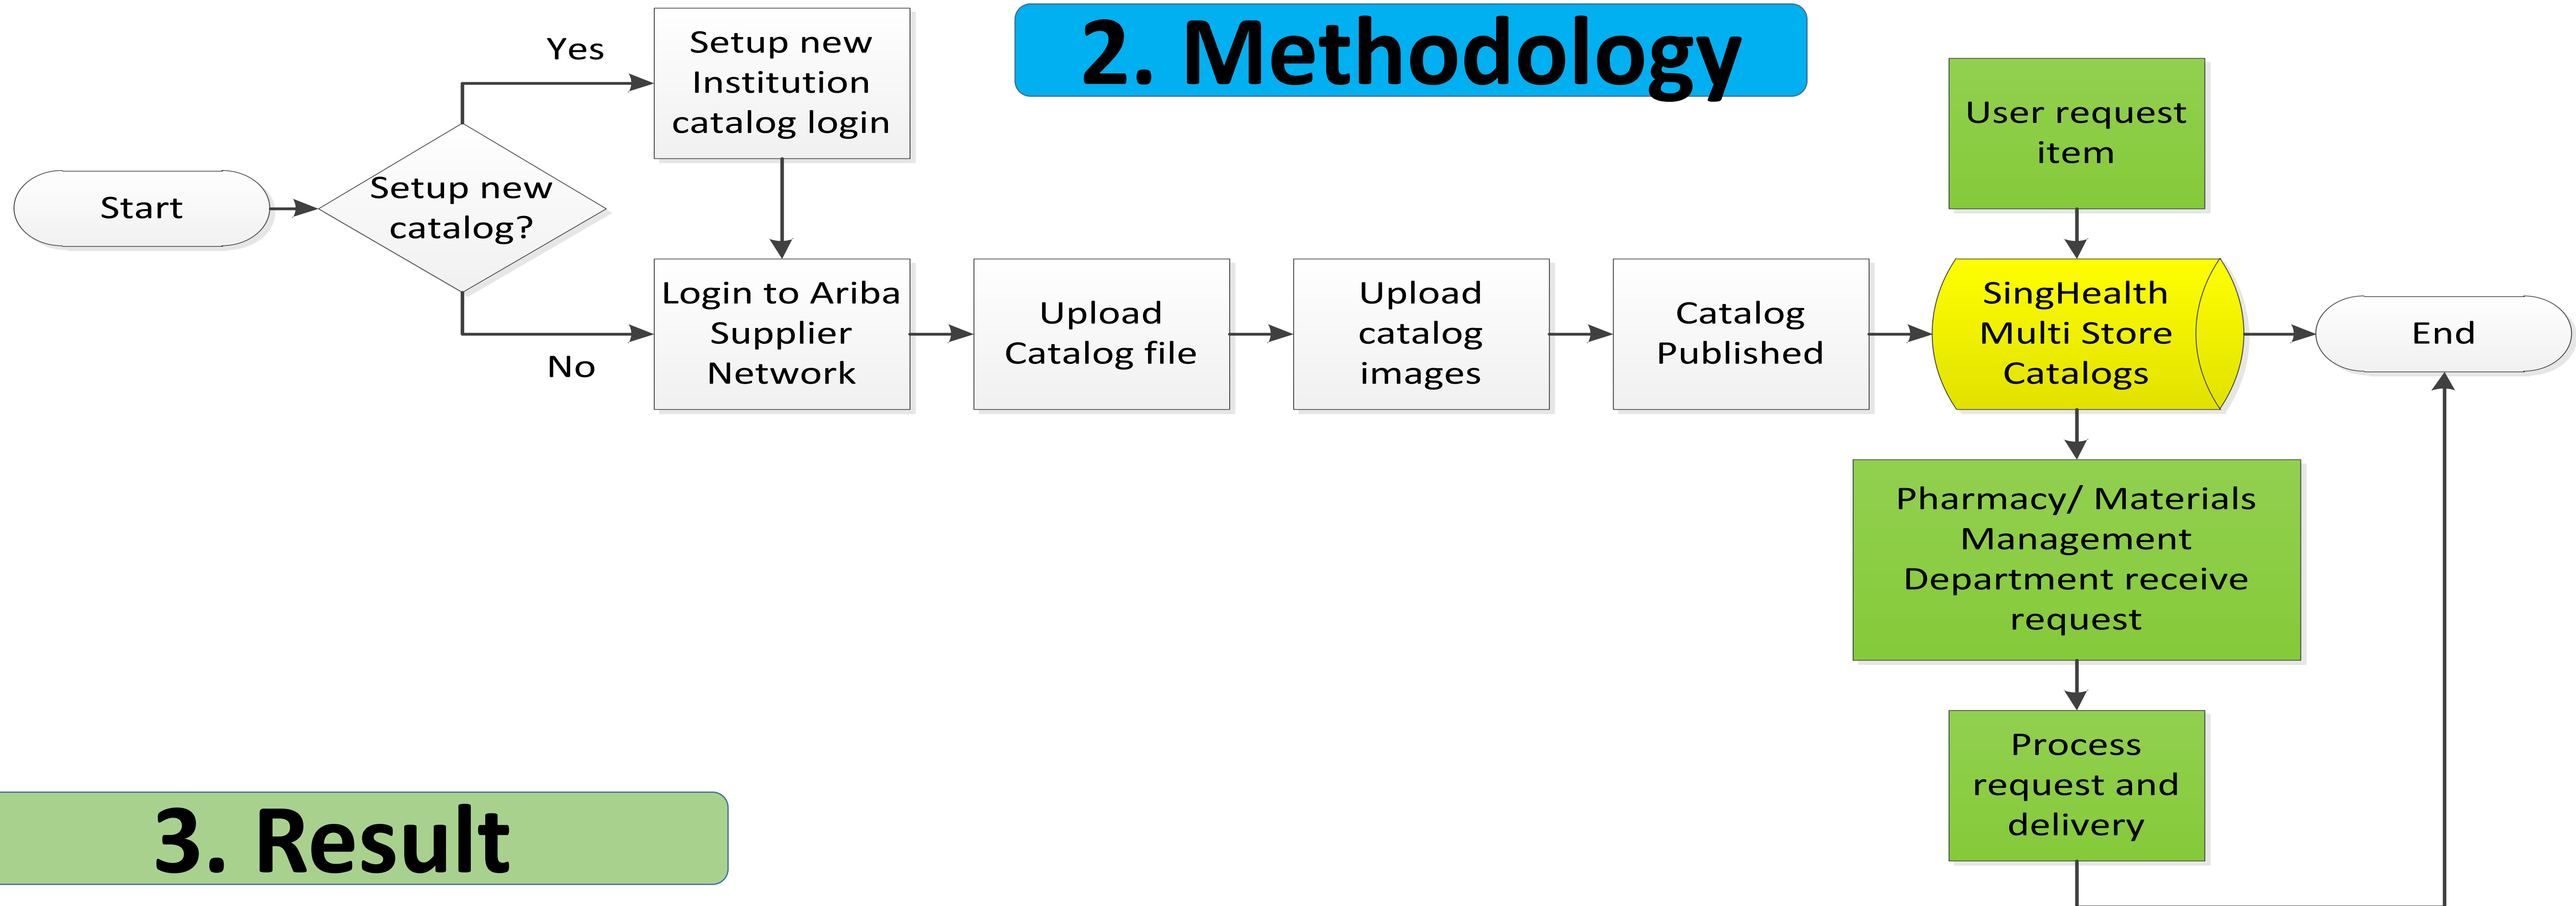 2. Methodology
Start
Setup new
catalog?
Yes
No
Setup new
Institution
catalog login
Login to Ariba
Supplier
Network
Upload
Catalog file
Upload
catalog
images
Catalog
Published
User request
item
SingHealth
Multi Store
Catalogs
End
Pharmacy/ Materials
Management
Department receive
request
Process
request and
delivery
3. Result